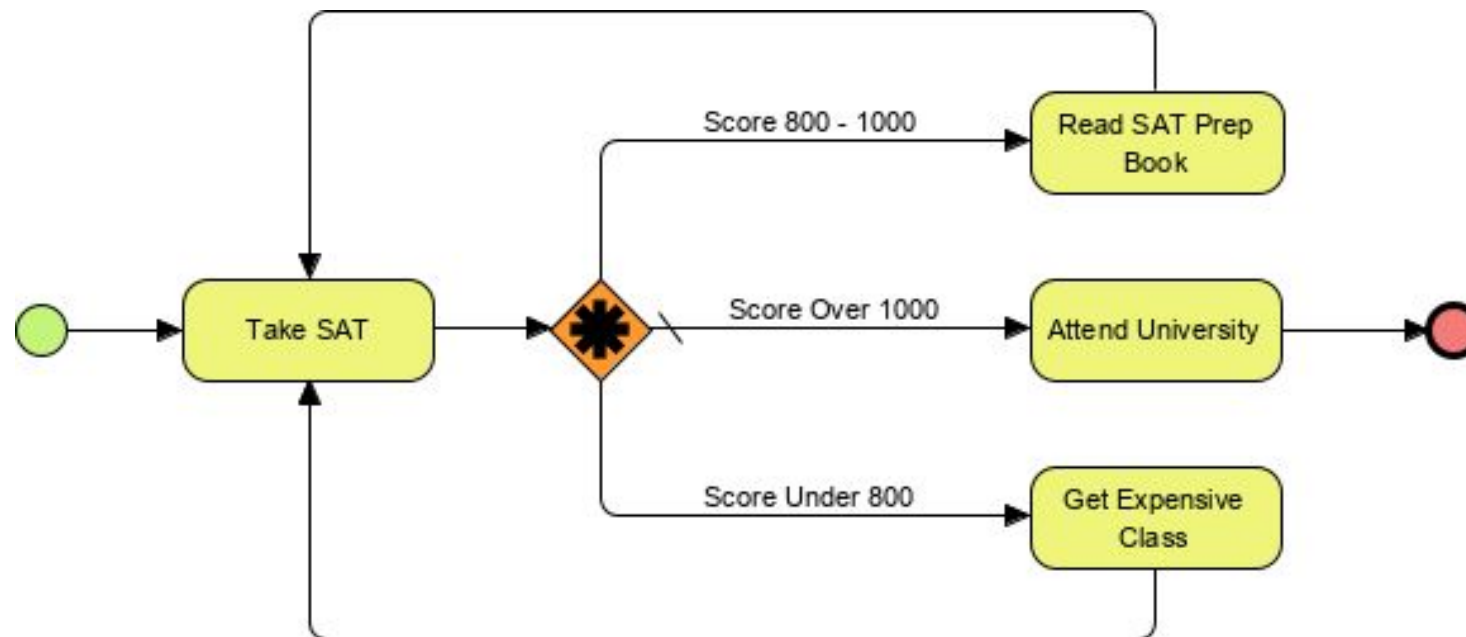 Score 800 - 1000
Read SAT Prep
Book
Take SAT
Score Over 1000
Attend University
Score Under 800
Get Expensive
Class